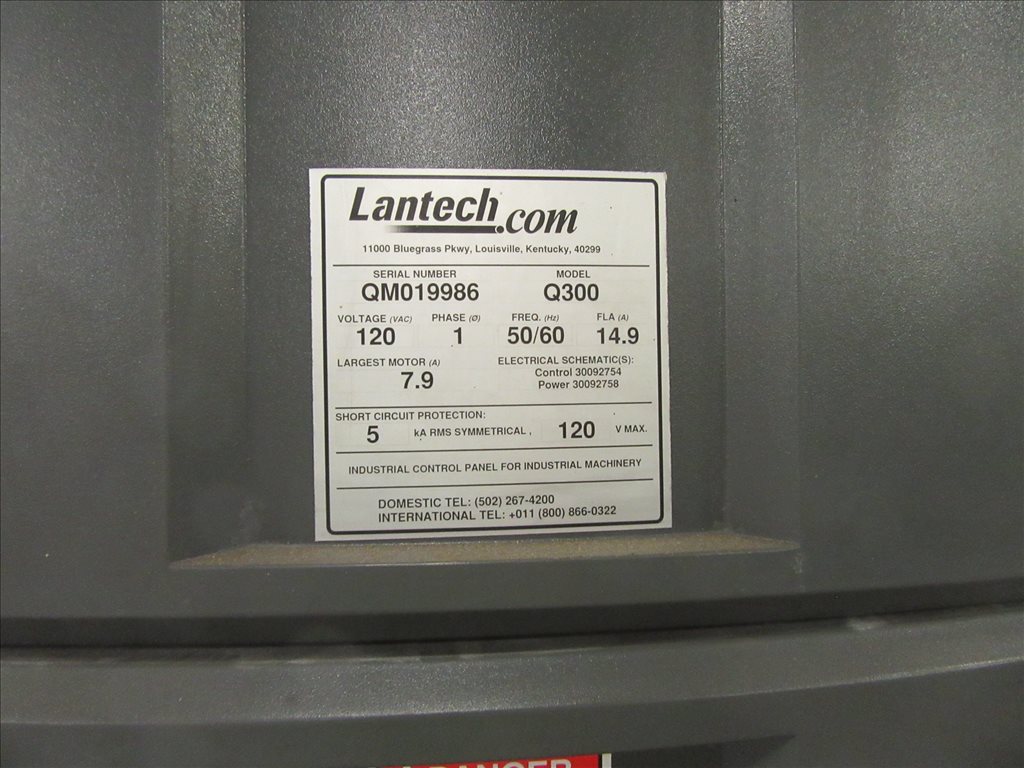 Lantech.com
11000 Bluegrass Pkwy, Louisville, Kentucky, 40299
SERIAL NUMBER MODEL
QM019986 Q300
VOLTAGE (VAC) PHASE (Ø) FREQ. (Hz) FLA (A)
120 1 50/60 14.9
LARGEST MOTOR (A) ELECTRICAL SCHEMATIC(S):
7.9 Control 30092754
Power 30092758
SHORT CIRCUIT PROTECTION:
5 kA RMS SYMMETRICAL, 120 V MAX.
INDUSTRIAL CONTROL PANEL FOR INDUSTRIAL MACHINERY
DOMESTIC TEL: (502) 267-4200
INTERNATIONAL TEL: +011 (800) 866-0322
DANGER